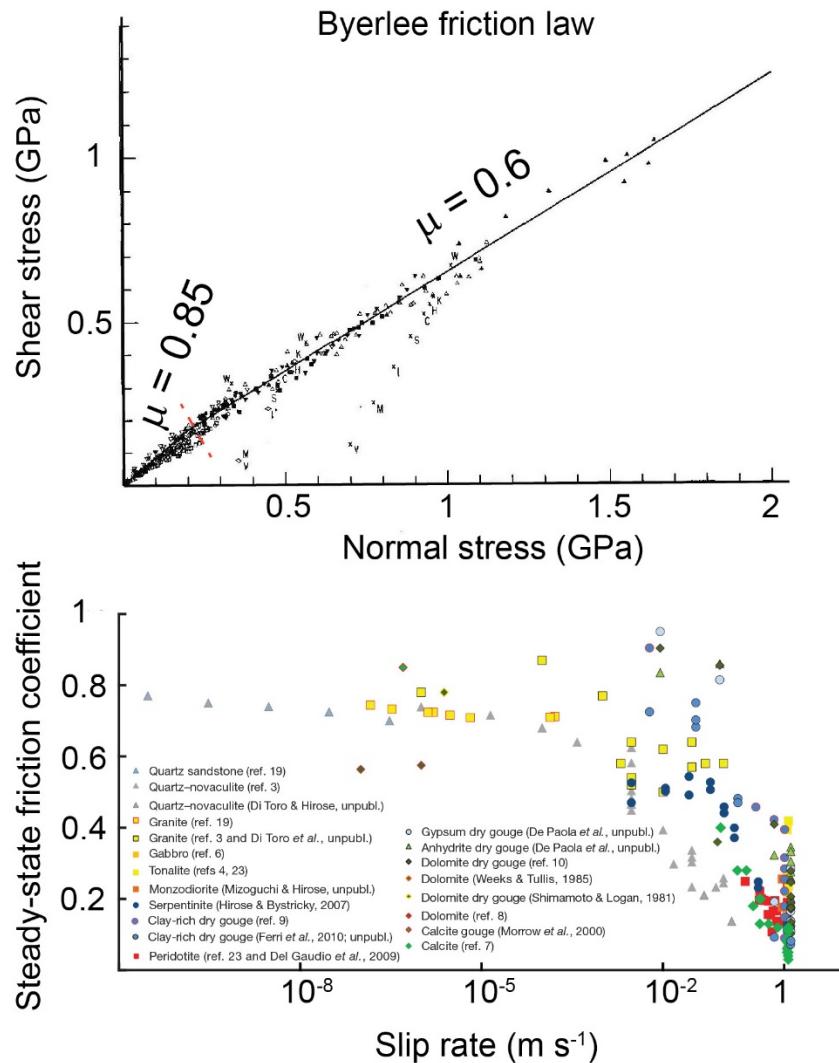 Byerlee friction law
Shear stress (GPa)
1
0.5
μ = 0.85
μ = 0.6
W
K
H
C
S
I
M
V
W
K
H
C
S
I
M
V
W
0.5
1
1.5
2
Normal stress (GPa)
Steady-state friction coefficient
1
0.8
0.6
0.4
0.2
Quartz sandstone (ref. 19)
Quartz–novaculite (ref. 3)
Quartz–novaculite (Di Toro & Hirose, unpubl.)
Granite (ref. 19)
Granite (ref. 3 and Di Toro et al., unpubl.)
Gabbro (ref. 6)
Tonalite (refs 4, 23)
Monzodiorite (Mizoguchi & Hirose, unpubl.)
Serpentinite (Hirose & Bystricky, 2007)
Clay-rich dry gouge (ref. 9)
Clay-rich dry gouge (Ferri et al., 2010; unpubl.)
Peridotite (ref. 23 and Del Gaudio et al., 2009)
Gypsum dry gouge (De Paola et al., unpubl.)
Anhydrite dry gouge (De Paola et al., unpubl.)
Dolomite dry gouge (ref. 10)
Dolomite (Weeks & Tullis, 1985)
Dolomite dry gouge (Shimamoto & Logan, 1981)
Dolomite (ref. 8)
Calcite gouge (Morrow et al., 2000)
Calcite (ref. 7)
10⁻⁸
10⁻⁵
10⁻²
1
Slip rate (m s⁻¹)